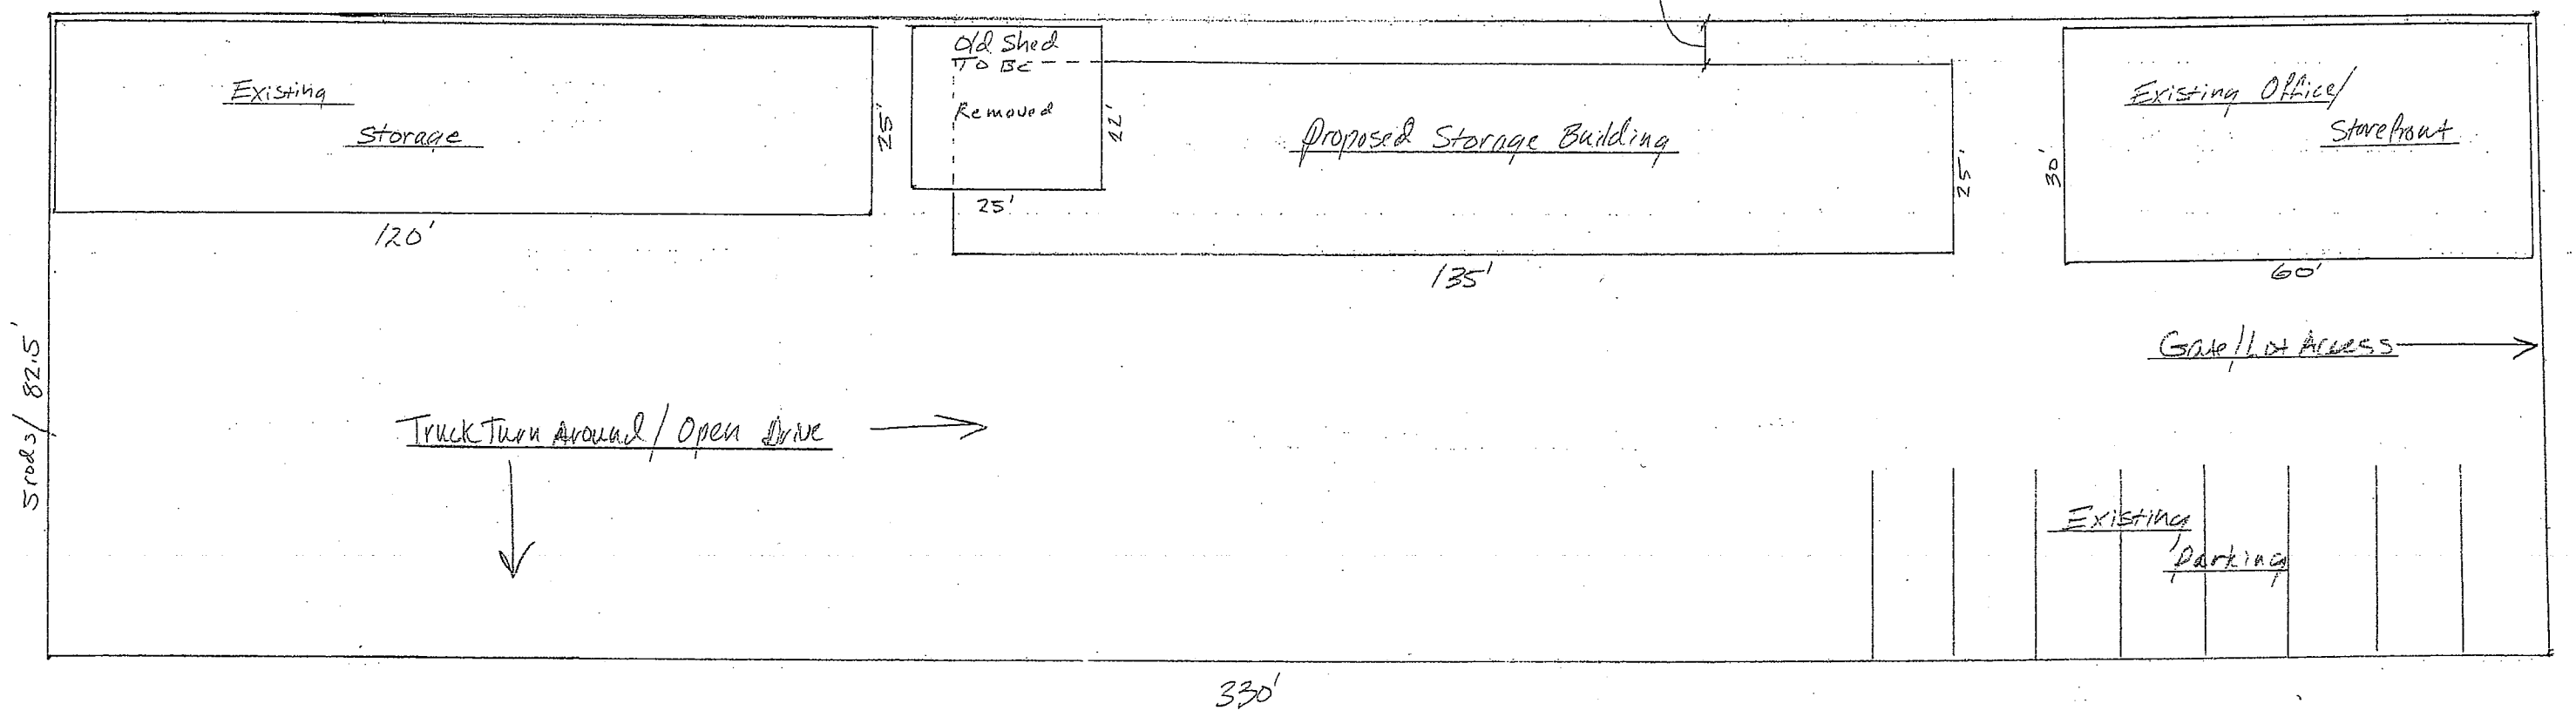 Existing
Storage
120'
25'
Old Shed
TO BE
Removed
22'
25'
Proposed Storage Building
25'
135'
Existing Office/
Storefront
30'
60'
Gate/Lot Access
5 rods/ 82.5'
Truck Turn Around/ Open Drive
Existing
Parking
330'